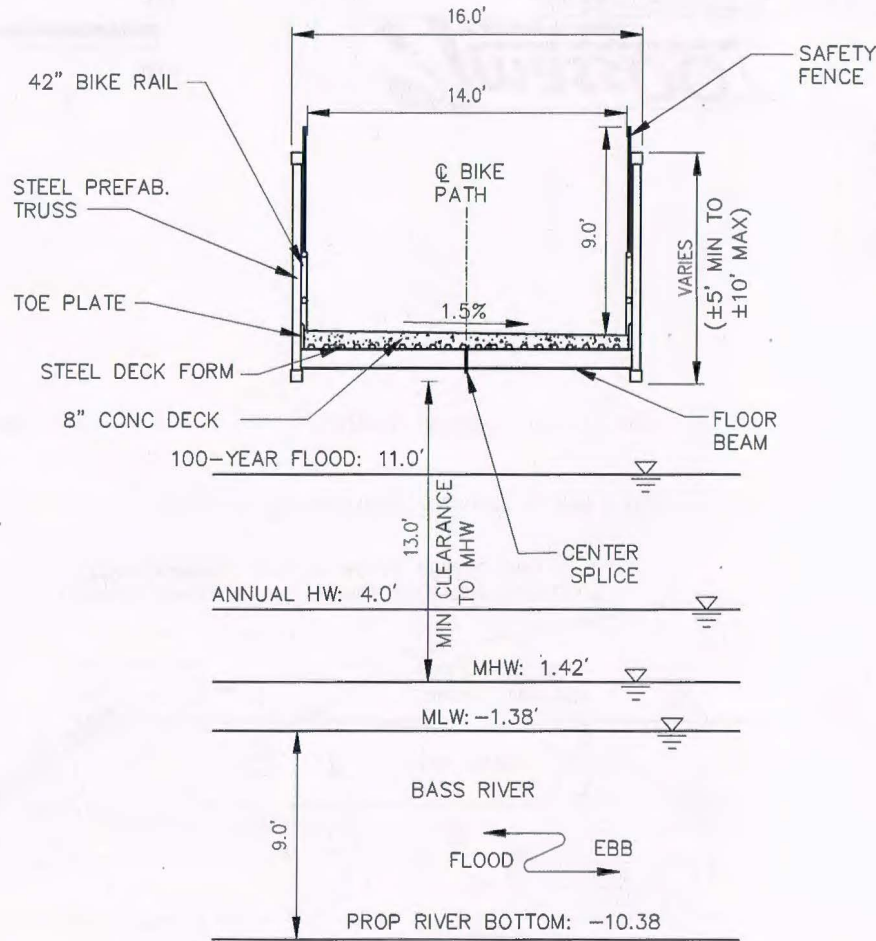 16.0'
42" BIKE RAIL
SAFETY
FENCE
14.0'
STEEL PREFAB.
TRUSS
℄ BIKE
PATH
9.0'
VARIES
(±5' MIN TO
±10' MAX)
TOE PLATE
1.5%
STEEL DECK FORM
8" CONC DECK
FLOOR
BEAM
100-YEAR FLOOD: 11.0'
13.0'
MIN CLEARANCE
TO MHW
CENTER
SPLICE
ANNUAL HW: 4.0'
MHW: 1.42'
MLW: -1.38'
BASS RIVER
9.0'
FLOOD
EBB
PROP RIVER BOTTOM: -10.38